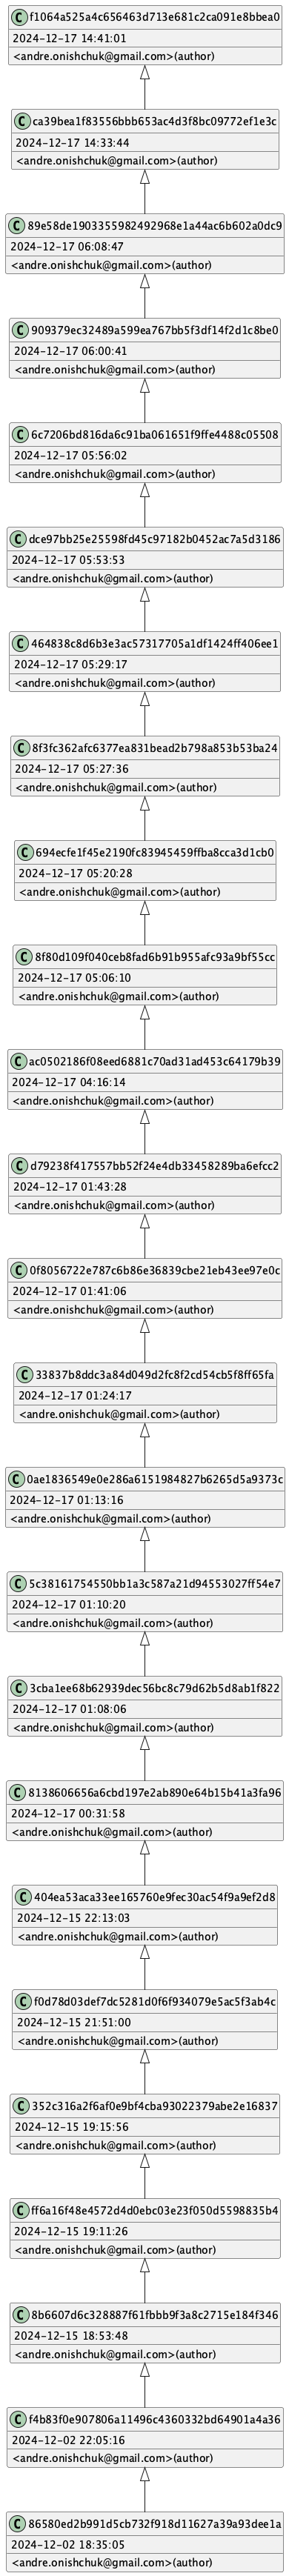 C f1064a525a4c656463d713e681c2ca091e8bbea0
2024-12-17 14:41:01
<andre.onishchuk@gmail.com>(author)
C ca39bea1f83556bbb653ac4d3f8bc09772ef1e3c
2024-12-17 14:33:44
<andre.onishchuk@gmail.com>(author)
C 89e58de1903355982492968e1a44ac6b602a0dc9
2024-12-17 06:08:47
<andre.onishchuk@gmail.com>(author)
C 909379ec32489a599ea767bb5f3df14f2d1c8be0
2024-12-17 06:00:41
<andre.onishchuk@gmail.com>(author)
C 6c7206bd816da6c91ba061651f9ffe4488c05508
2024-12-17 05:56:02
<andre.onishchuk@gmail.com>(author)
C dce97bb25e25598fd45c97182b0452ac7a5d3186
2024-12-17 05:53:53
<andre.onishchuk@gmail.com>(author)
C 464838c8d6b3e3ac57317705a1df1424ff406ee1
2024-12-17 05:29:17
<andre.onishchuk@gmail.com>(author)
C 8f3fc362afc6377ea831bead2b798a853b53ba24
2024-12-17 05:27:36
<andre.onishchuk@gmail.com>(author)
C 694ecfe1f45e2190fc83945459ffba8cca3d1cb0
2024-12-17 05:20:28
<andre.onishchuk@gmail.com>(author)
C 8f80d109f040ceb8fad6b91b955afc93a9bf55cc
2024-12-17 05:06:10
<andre.onishchuk@gmail.com>(author)
C ac0502186f08eed6881c70ad31ad453c64179b39
2024-12-17 04:16:14
<andre.onishchuk@gmail.com>(author)
C d79238f417557bb52f24e4db33458289ba6efcc2
2024-12-17 01:43:28
<andre.onishchuk@gmail.com>(author)
C 0f8056722e787c6b86e36839cbe21eb43ee97e0c
2024-12-17 01:41:06
<andre.onishchuk@gmail.com>(author)
C 33837b8ddc3a84d049d2fc8f2cd54cb5f8ff65fa
2024-12-17 01:24:17
<andre.onishchuk@gmail.com>(author)
C 0ae1836549e0e286a6151984827b6265d5a9373c
2024-12-17 01:13:16
<andre.onishchuk@gmail.com>(author)
C 5c38161754550bb1a3c587a21d94553027ff54e7
2024-12-17 01:10:20
<andre.onishchuk@gmail.com>(author)
C 3cba1ee68b62939dec56bc8c79d62b5d8ab1f822
2024-12-17 01:08:06
<andre.onishchuk@gmail.com>(author)
C 8138606656a6cbd197e2ab890e64b15b41a3fa96
2024-12-17 00:31:58
<andre.onishchuk@gmail.com>(author)
C 404ea53aca33ee165760e9fec30ac54f9a9ef2d8
2024-12-15 22:13:03
<andre.onishchuk@gmail.com>(author)
C f0d78d03def7dc5281d0f6f934079e5ac5f3ab4c
2024-12-15 21:51:00
<andre.onishchuk@gmail.com>(author)
C 352c316a2f6af0e9bf4cba93022379abe2e16837
2024-12-15 19:15:56
<andre.onishchuk@gmail.com>(author)
C ff6a16f48e4572d4d0ebc03e23f050d5598835b4
2024-12-15 19:11:26
<andre.onishchuk@gmail.com>(author)
C 8b6607d6c328887f61fbbb9f3a8c2715e184f346
2024-12-15 18:53:48
<andre.onishchuk@gmail.com>(author)
C f4b83f0e907806a11496c4360332bd64901a4a36
2024-12-02 22:05:16
<andre.onishchuk@gmail.com>(author)
C 86580ed2b991d5cb732f918d11627a39a93dee1a
2024-12-02 18:35:05
<andre.onishchuk@gmail.com>(author)